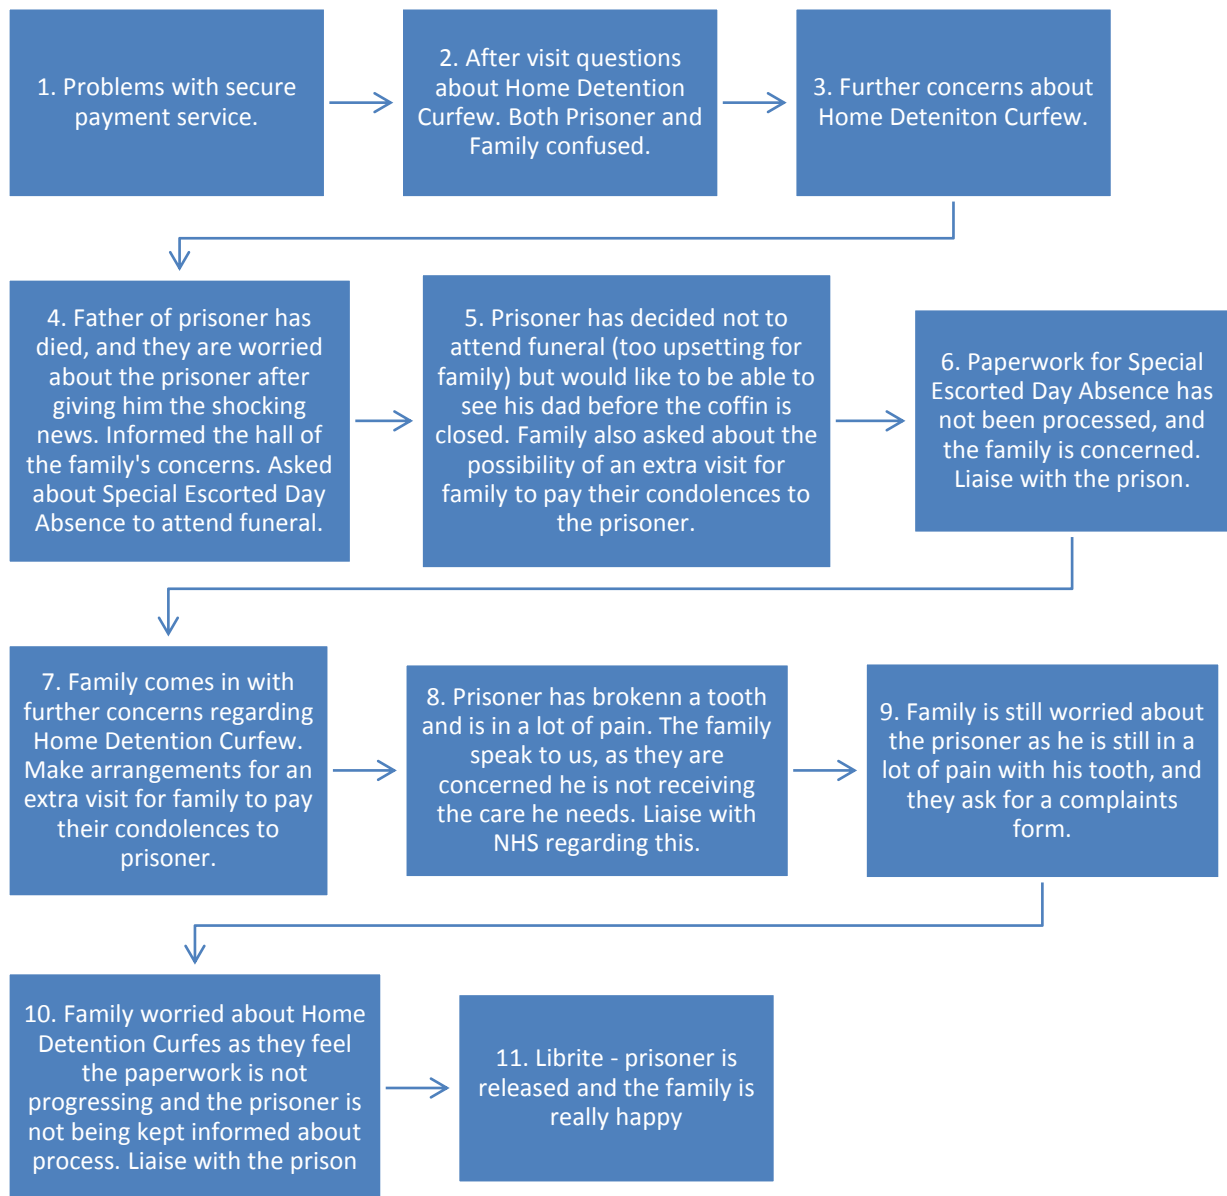 1. Problems with secure
payment service.
2. After visit questions
about Home Detention
Curfew. Both Prisoner and
Family confused.
3. Further concerns about
Home Deteniton Curfew.
4. Father of prisoner has
died, and they are worried
about the prisoner after
giving him the shocking
news. Informed the hall of
the family's concerns. Asked
about Special Escorted Day
Absence to attend funeral.
5. Prisoner has decided not to
attend funeral (too upsetting for
family) but would like to be able to
see his dad before the coffin is
closed. Family also asked about the
possibility of an extra visit for
family to pay their condolences to
the prisoner.
6. Paperwork for Special
Escorted Day Absence has
not been processed, and
the family is concerned.
Liaise with the prison.
7. Family comes in with
further concerns regarding
Home Detention Curfew.
Make arrangements for an
extra visit for family to pay
their condolences to
prisoner.
8. Prisoner has brokenn a tooth
and is in a lot of pain. The family
speak to us, as they are
concerned he is not receiving
the care he needs. Liaise with
NHS regarding this.
9. Family is still worried about
the prisoner as he is still in a
lot of pain with his tooth, and
they ask for a complaints
form.
10. Family worried about Home
Detention Curfes as they feel
the paperwork is not
progressing and the prisoner is
not being kept informed about
process. Liaise with the prison
11. Librite - prisoner is
released and the family is
really happy